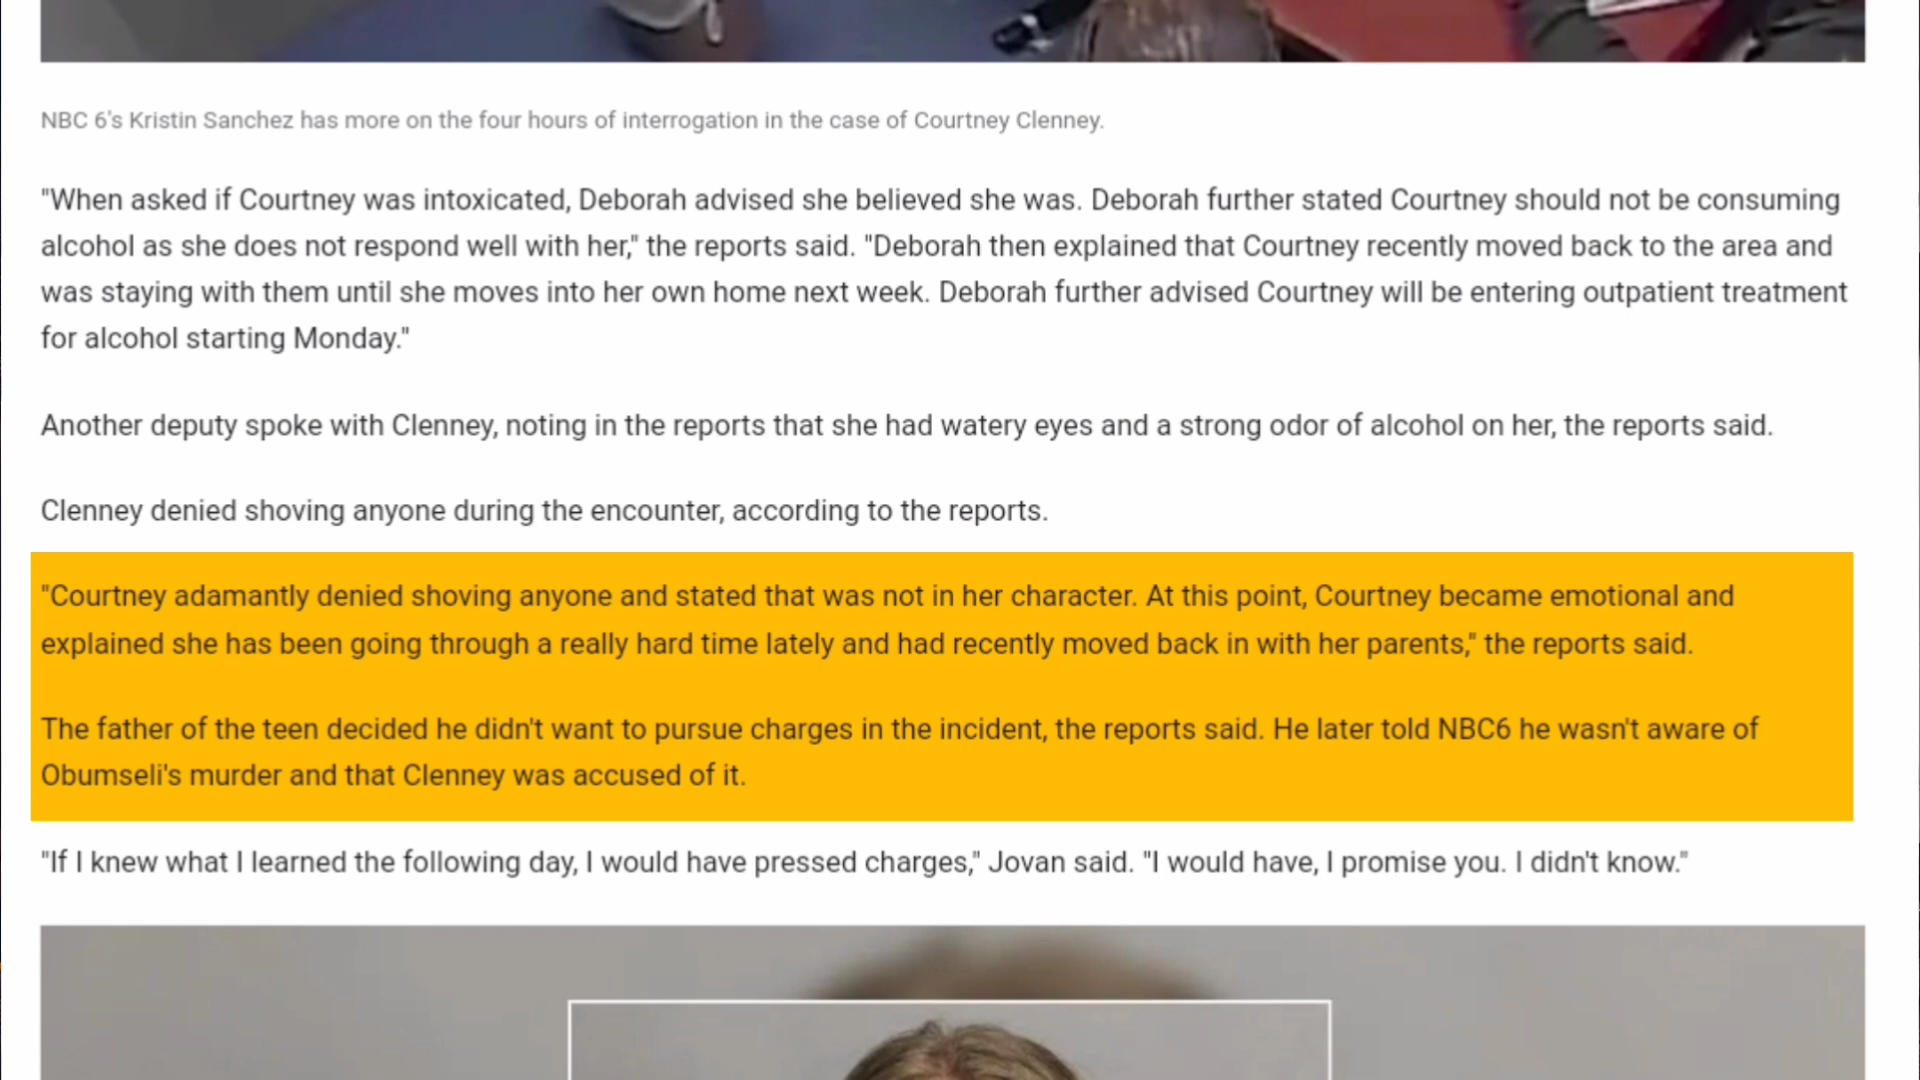 NBC 6's Kristin Sanchez has more on the four hours of interrogation in the case of Courtney Clenney.
"When asked if Courtney was intoxicated, Deborah advised she believed she was. Deborah further stated Courtney should not be consuming
alcohol as she does not respond well with her," the reports said. "Deborah then explained that Courtney recently moved back to the area and
was staying with them until she moves into her own home next week. Deborah further advised Courtney will be entering outpatient treatment
for alcohol starting Monday."
Another deputy spoke with Clenney, noting in the reports that she had watery eyes and a strong odor of alcohol on her, the reports said.
Clenney denied shoving anyone during the encounter, according to the reports.
"Courtney adamantly denied shoving anyone and stated that was not in her character. At this point, Courtney became emotional and
explained she has been going through a really hard time lately and had recently moved back in with her parents," the reports said.
The father of the teen decided he didn't want to pursue charges in the incident, the reports said. He later told NBC6 he wasn't aware of
Obumseli's murder and that Clenney was accused of it.
"If I knew what I learned the following day, I would have pressed charges," Jovan said. "I would have, I promise you. I didn't know."